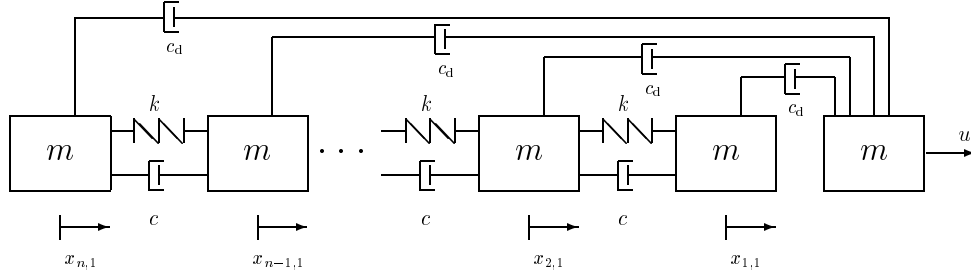 c_d
c_d
c_d
c_d
k
k
k
m
m
. . .
m
m
m
u
c
c
c
x_{n,1}
x_{n-1,1}
x_{2,1}
x_{1,1}